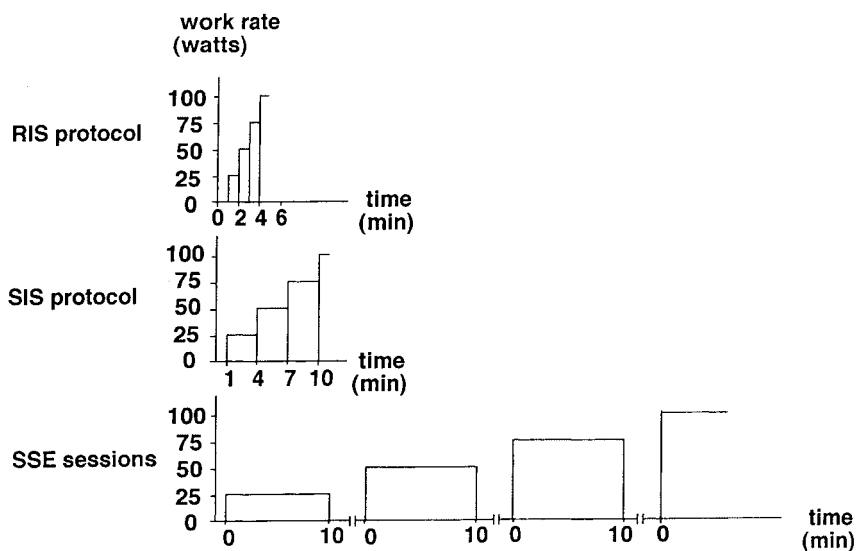 work rate
(watts)
100
75
50
25
0
RIS protocol
0 2 4 6
time
(min)
100
75
50
25
0
SIS protocol
1 4 7 10
time
(min)
100
75
50
25
0
SSE sessions
0 10 0 10 0 10 0
time
(min)